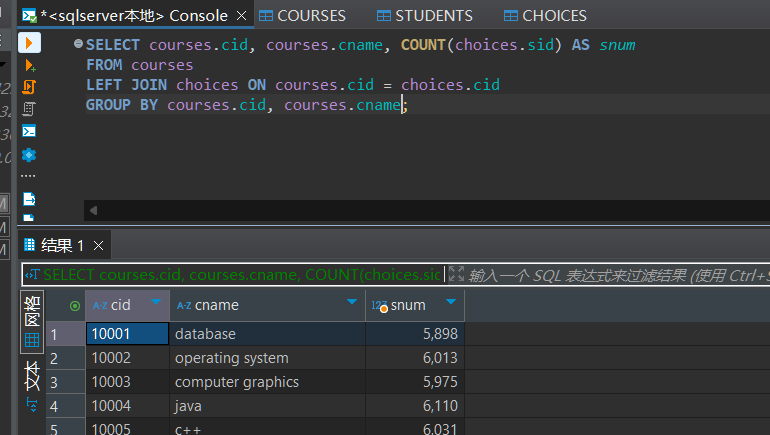 *<sqlserver本地> Console
COURSES
STUDENTS
CHOICES
SELECT courses.cid, courses.cname, COUNT(choices.sid) AS snum
FROM courses
LEFT JOIN choices ON courses.cid = choices.cid
GROUP BY courses.cid, courses.cname;
结果 1
SELECT courses.cid, courses.cname, COUNT(choices.sid
输入一个 SQL 表达式来过滤结果 (使用 Ctrl+S
网格
文本
cid cname snum
1 10001 database 5,898
2 10002 operating system 6,013
3 10003 computer graphics 5,975
4 10004 java 6,110
5 10005 c++ 6,031